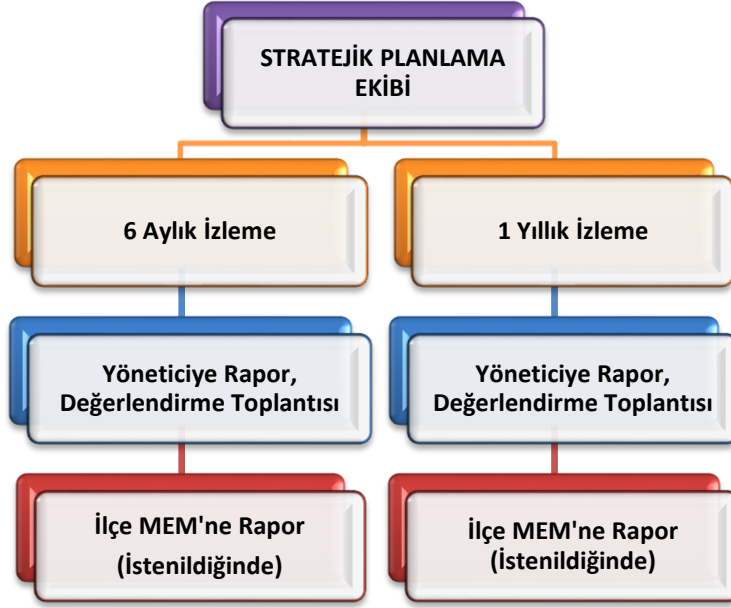 STRATEJİK PLANLAMA
EKİBİ
6 Aylık İzleme
1 Yıllık İzleme
Yöneticiye Rapor,
Değerlendirme Toplantısı
Yöneticiye Rapor,
Değerlendirme Toplantısı
İlçe MEM'ne Rapor
(İstenildiğinde)
İlçe MEM'ne Rapor
(İstenildiğinde)